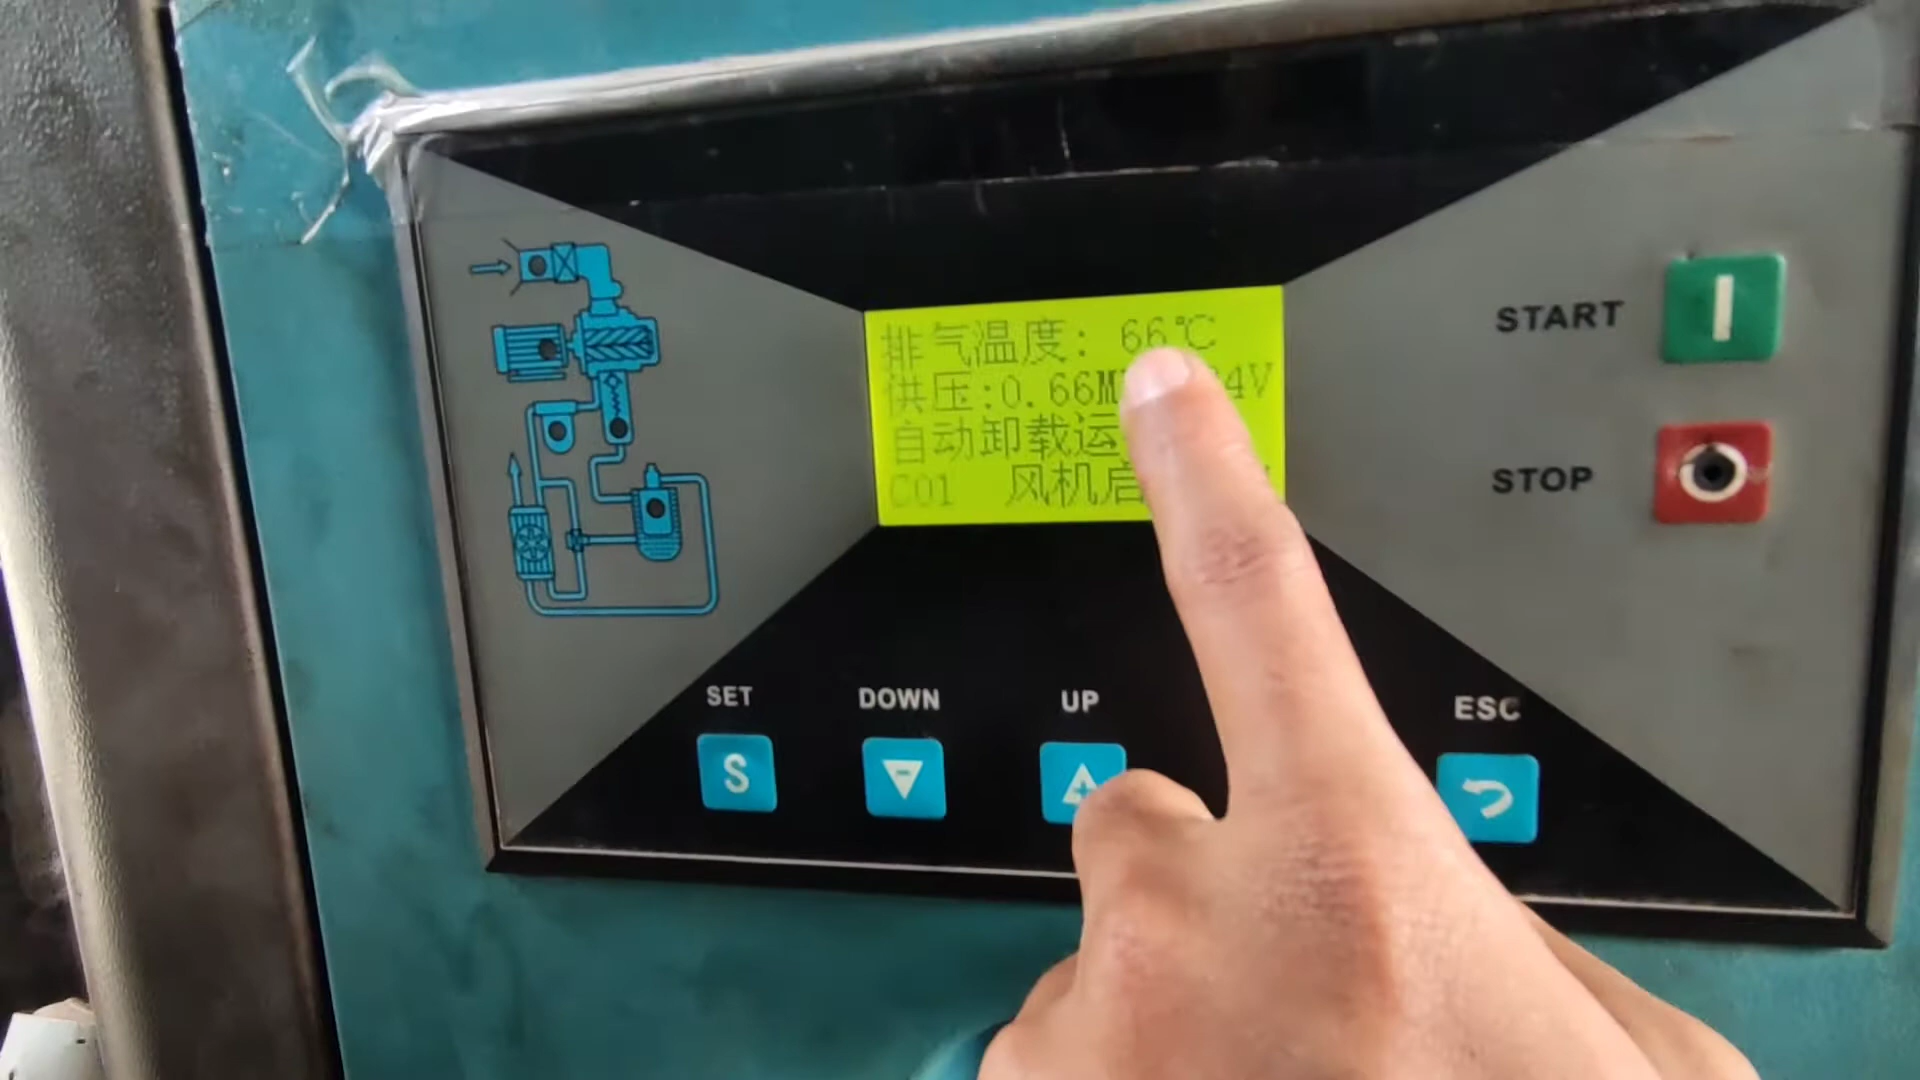 排气温度: 66℃
供压:0.66M 4V
自动卸载运
C01 风机启
START
STOP
SET
DOWN
UP
ESC
S